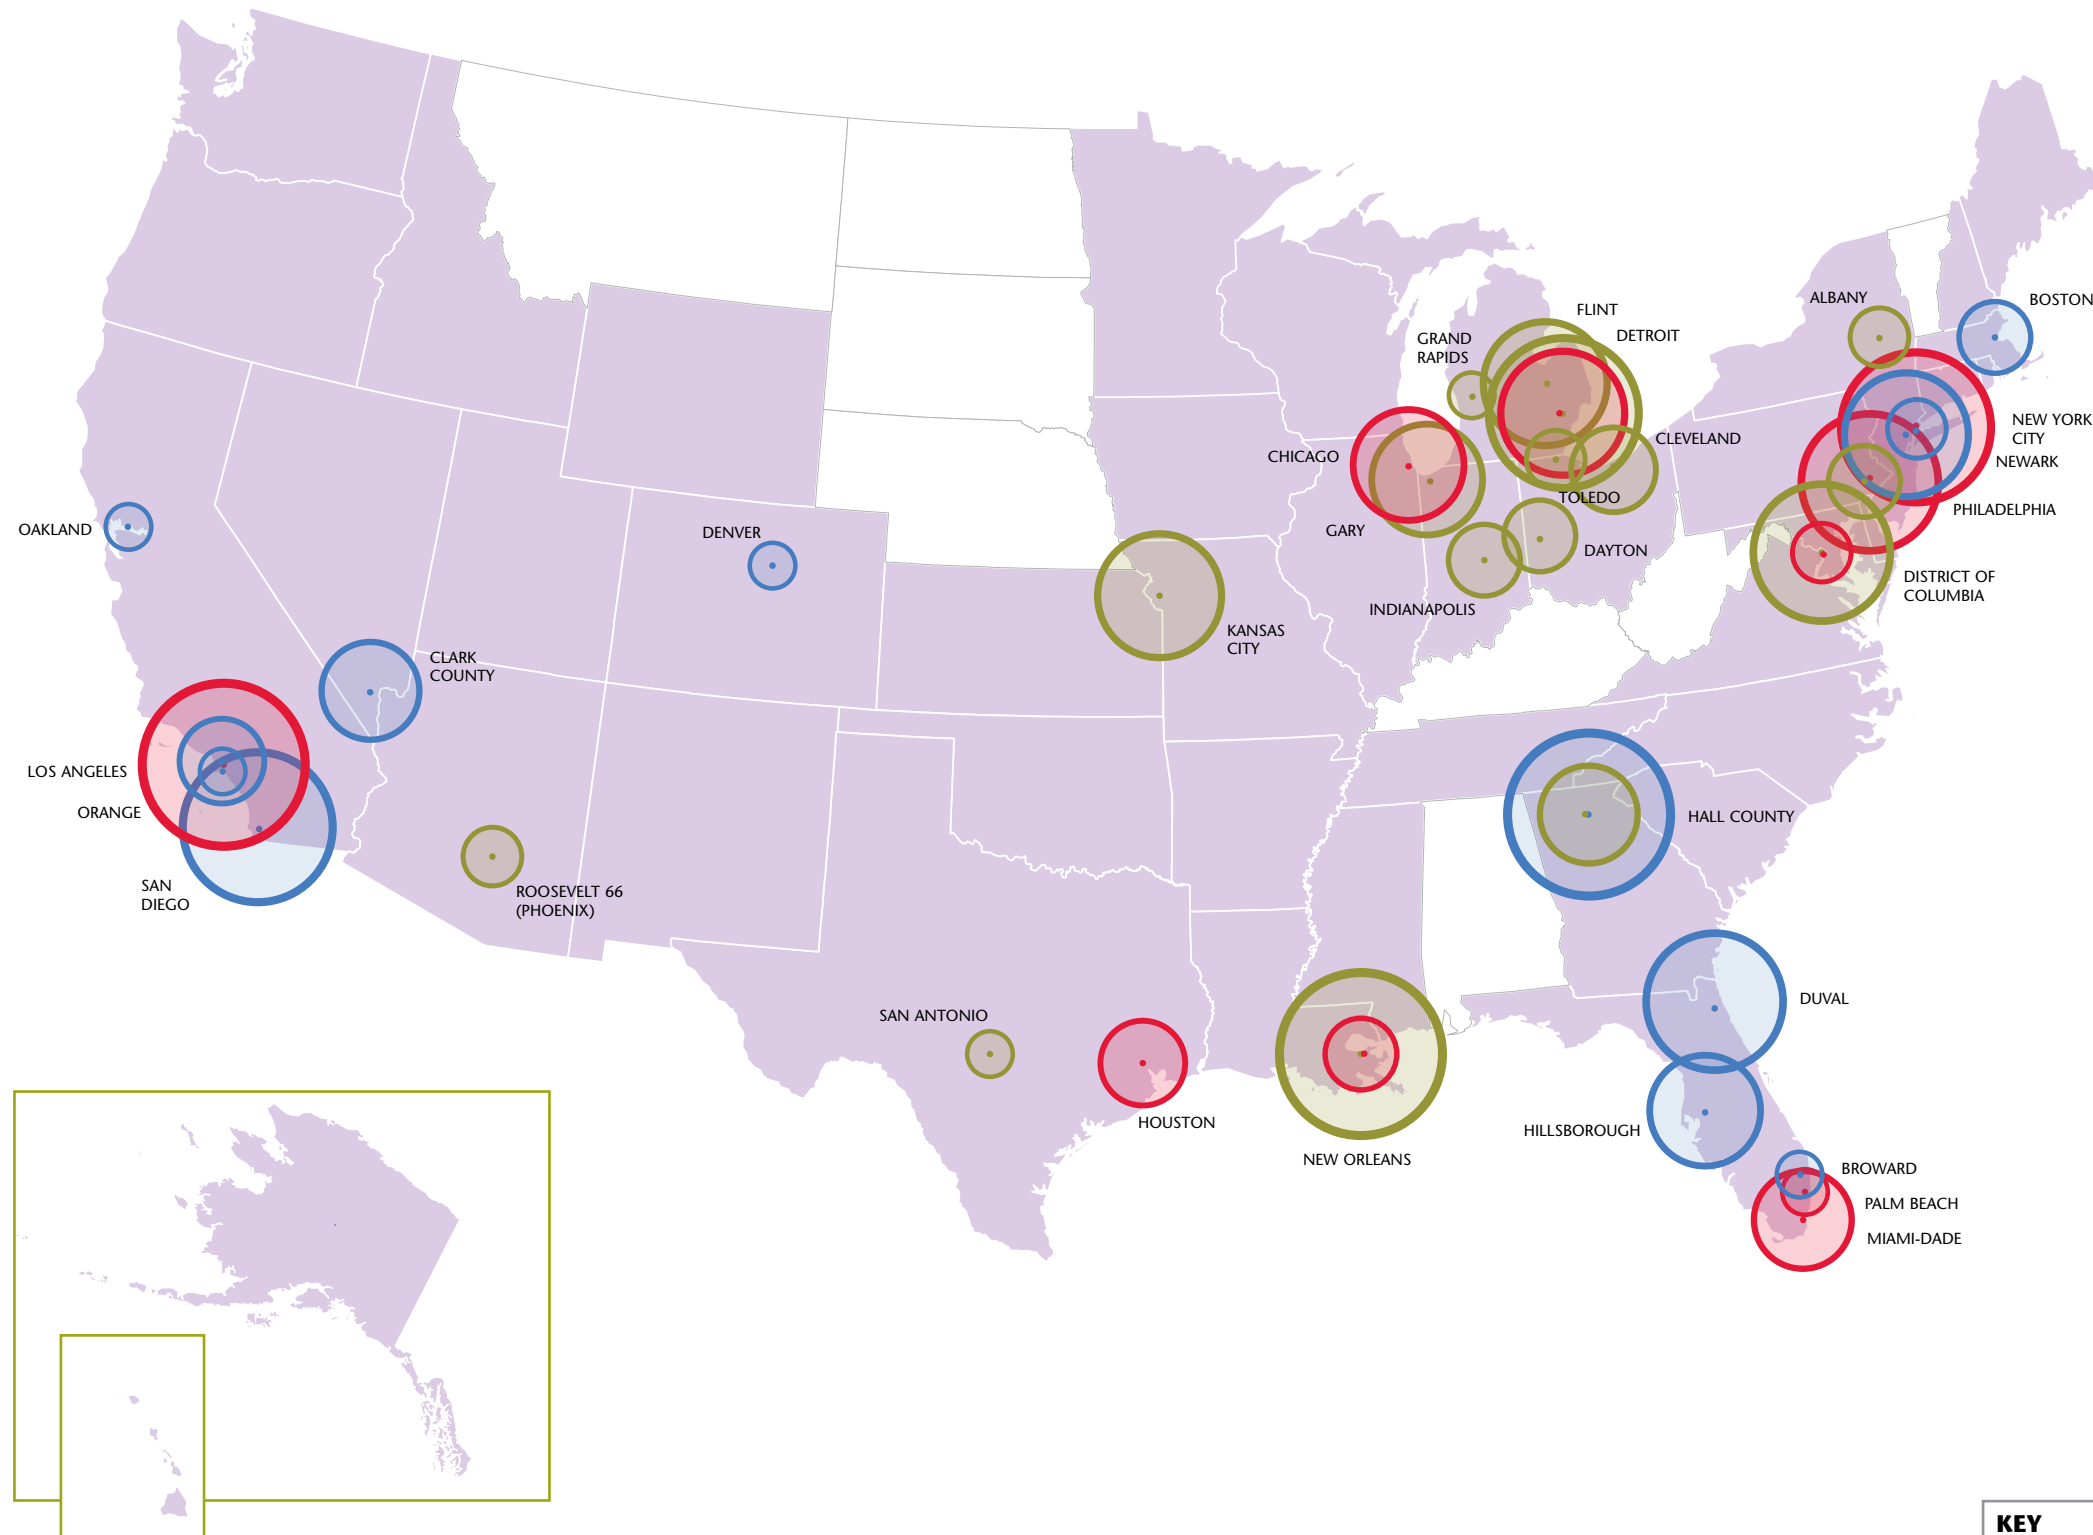 FLINT
ALBANY
BOSTON
GRAND
RAPIDS
DETROIT
NEW YORK
CITY
CLEVELAND
CHICAGO
NEWARK
TOLEDO
PHILADELPHIA
OAKLAND
DENVER
GARY
DAYTON
DISTRICT OF
COLUMBIA
INDIANAPOLIS
KANSAS
CITY
CLARK
COUNTY
LOS ANGELES
ORANGE
HALL COUNTY
SAN
DIEGO
ROOSEVELT 66
(PHOENIX)
DUVAL
SAN ANTONIO
HOUSTON
HILLSBOROUGH
NEW ORLEANS
BROWARD
PALM BEACH
MIAMI-DADE
KEY